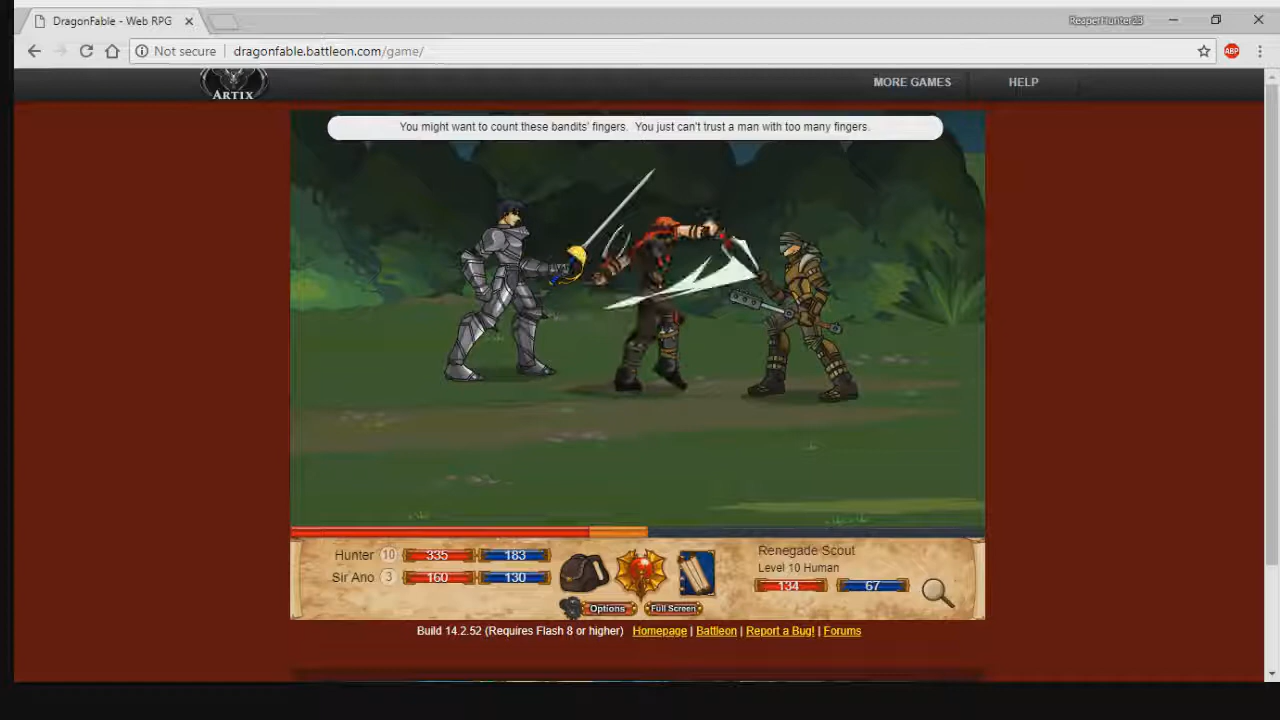 DragonFable - Web RPG
ReaperHunter23
Not secure
dragonfable.battleon.com/game/
ABP
ARTIX
MORE GAMES
HELP
You might want to count these bandits' fingers. You just can't trust a man with too many fingers.
Hunter 10 335 183
Sir Ano 3 160 130
Options
Full Screen
Renegade Scout
Level 10 Human
134 67
Build 14.2.52 (Requires Flash 8 or higher) Homepage | Battleon | Report a Bug! | Forums